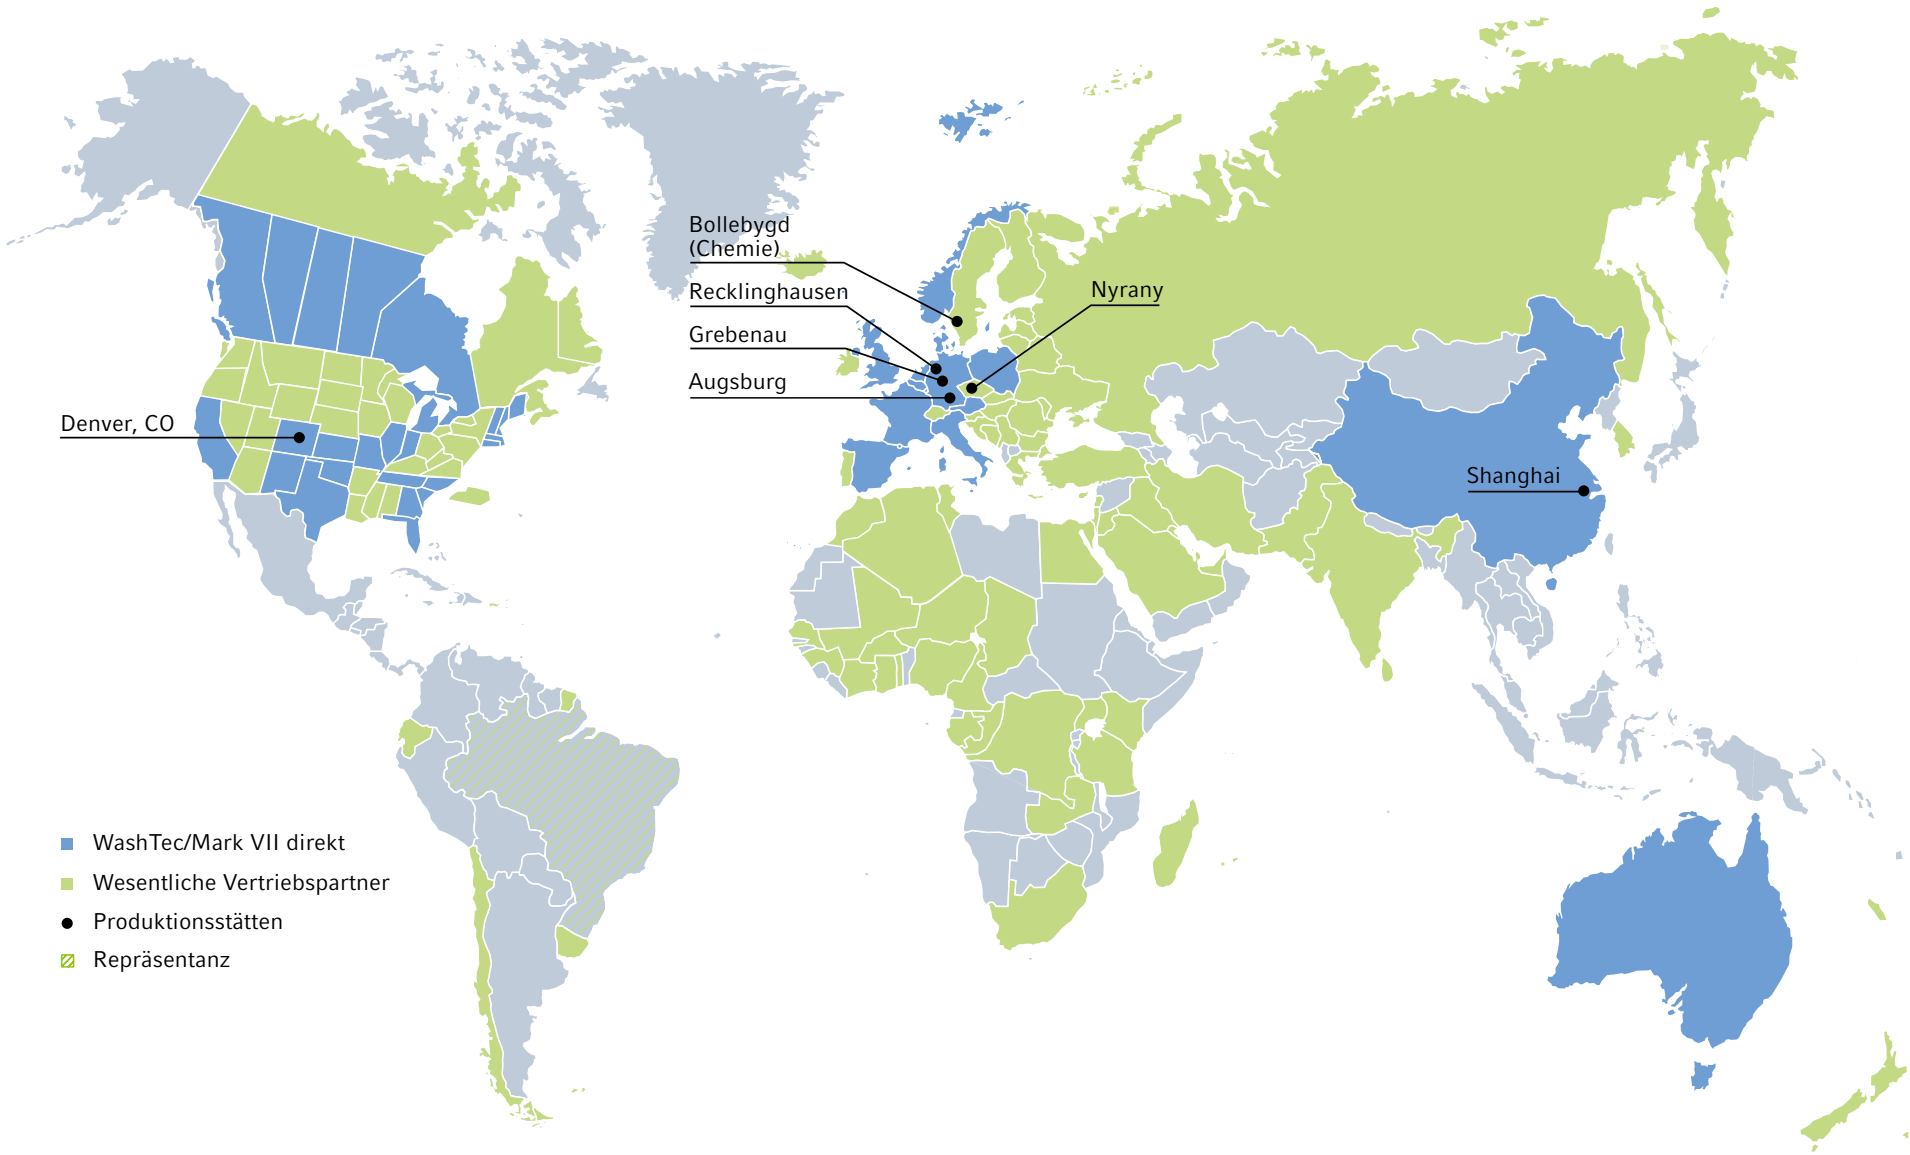 Bollebygd
(Chemie)
Recklinghausen
Grebenau
Augsburg
Nyrany
Denver, CO
Shanghai
WashTec/Mark VII direkt
Wesentliche Vertriebspartner
Produktionsstätten
Repräsentanz